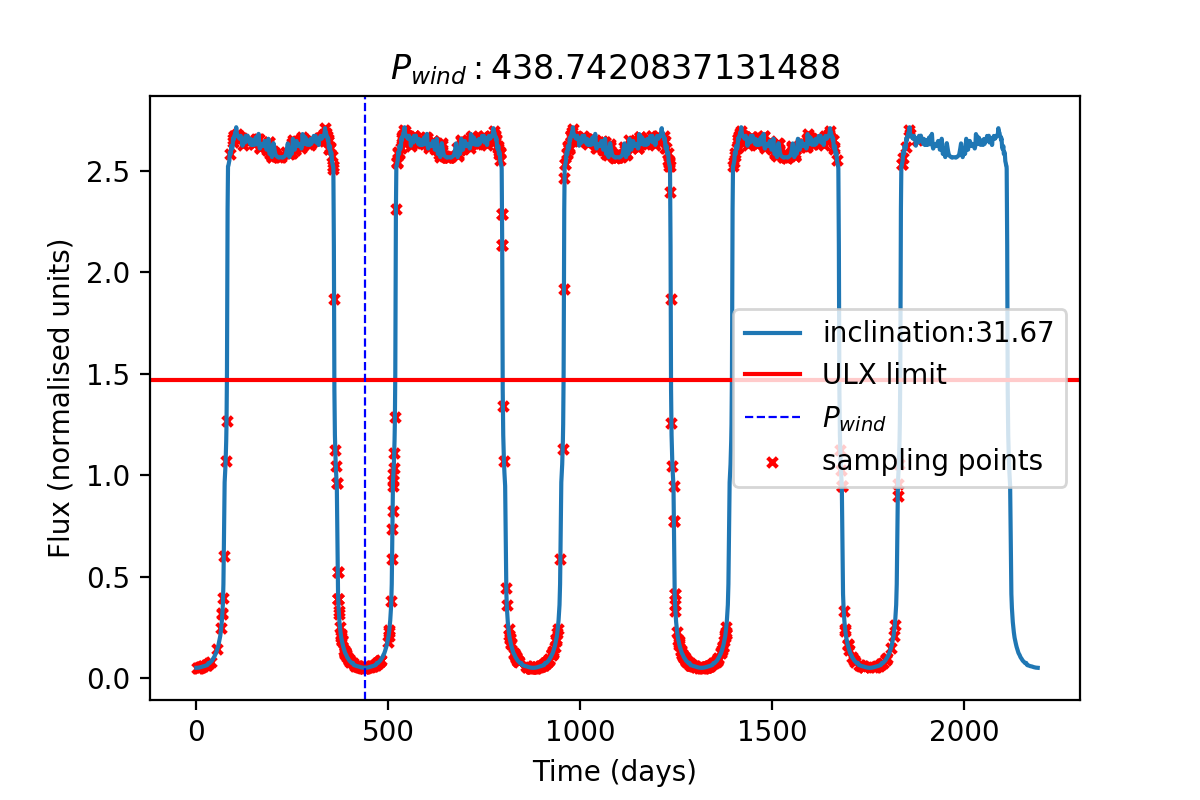 P_wind : 438.7420837131488
2.5
2.0
1.5
1.0
0.5
0.0
Flux (normalised units)
inclination:31.67
ULX limit
P_wind
sampling points
0 500 1000 1500 2000
Time (days)